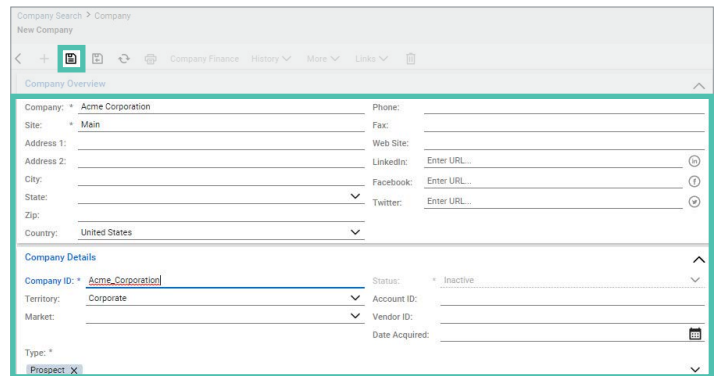 Company Search > Company
New Company
Company Finance History More Links
Company Overview
Company: * Acme Corporation
Phone:
Site: * Main
Fax:
Address 1:
Web Site:
Address 2:
LinkedIn: Enter URL...
City:
Facebook: Enter URL...
State:
Twitter: Enter URL...
Zip:
Country: United States
Company Details
Company ID: * Acme_Corporation
Status: * Inactive
Territory: Corporate
Account ID:
Market:
Vendor ID:
Date Acquired:
Type: *
Prospect X